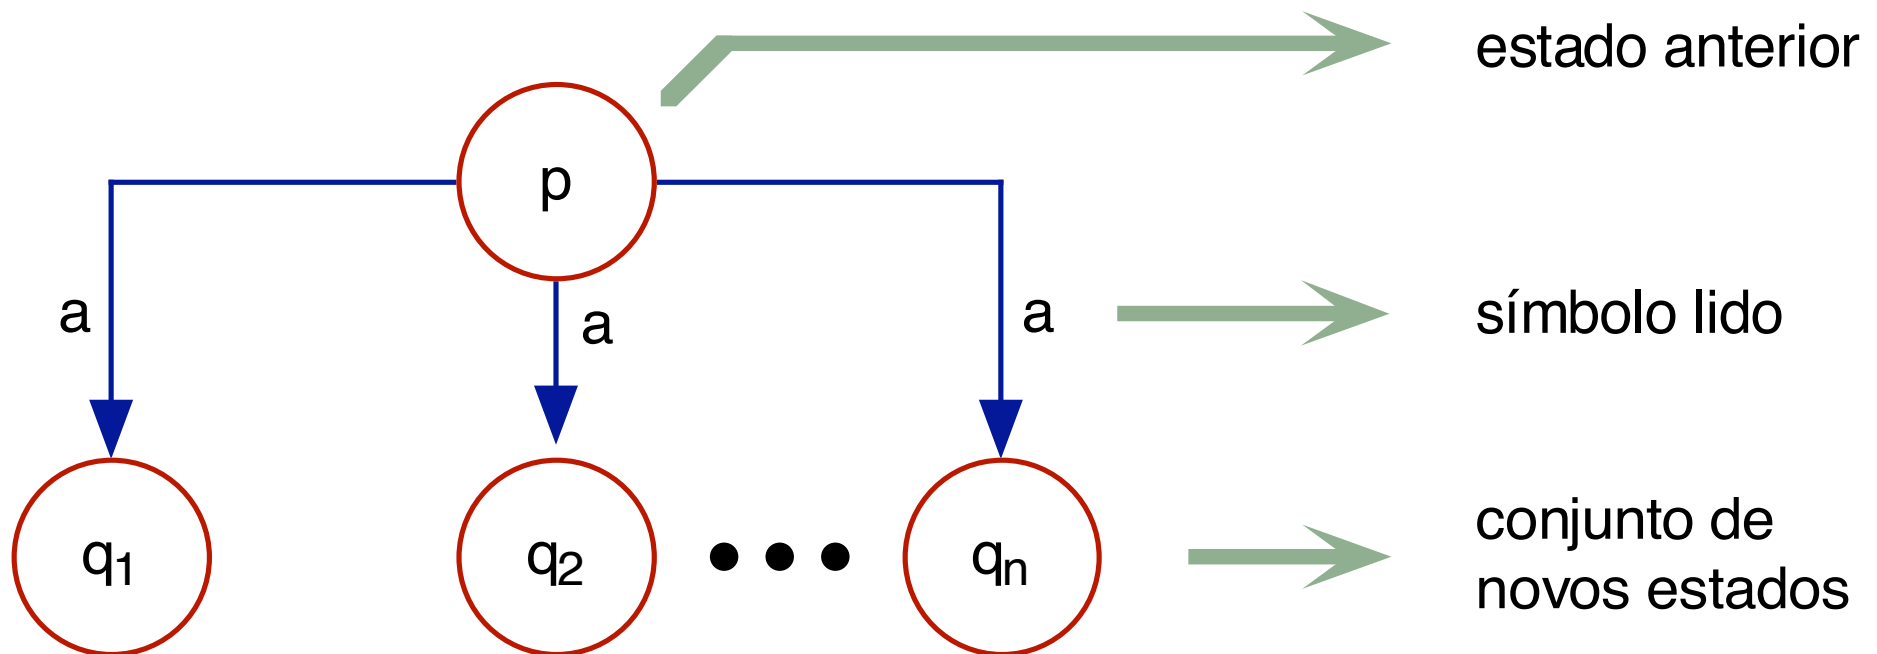 estado anterior
p
a
a
a
símbolo lido
q₁
q₂
qₙ
conjunto de
novos estados